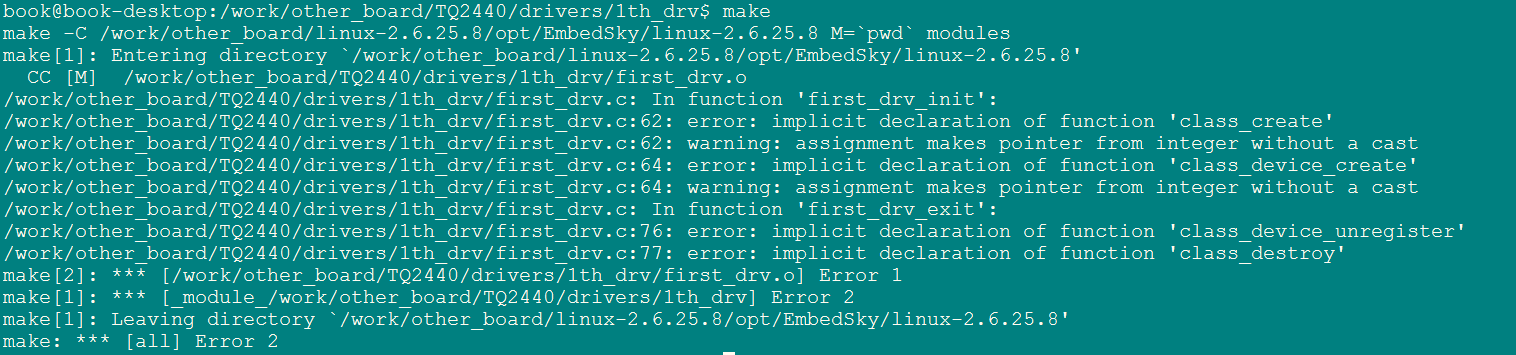 book@book-desktop:/work/other_board/TQ2440/drivers/1th_drv$ make
make -C /work/other_board/linux-2.6.25.8/opt/EmbedSky/linux-2.6.25.8 M=`pwd` modules
make[1]: Entering directory `/work/other_board/linux-2.6.25.8/opt/EmbedSky/linux-2.6.25.8'
  CC [M]  /work/other_board/TQ2440/drivers/1th_drv/first_drv.o
/work/other_board/TQ2440/drivers/1th_drv/first_drv.c: In function 'first_drv_init':
/work/other_board/TQ2440/drivers/1th_drv/first_drv.c:62: error: implicit declaration of function 'class_create'
/work/other_board/TQ2440/drivers/1th_drv/first_drv.c:62: warning: assignment makes pointer from integer without a cast
/work/other_board/TQ2440/drivers/1th_drv/first_drv.c:64: error: implicit declaration of function 'class_device_create'
/work/other_board/TQ2440/drivers/1th_drv/first_drv.c:64: warning: assignment makes pointer from integer without a cast
/work/other_board/TQ2440/drivers/1th_drv/first_drv.c: In function 'first_drv_exit':
/work/other_board/TQ2440/drivers/1th_drv/first_drv.c:76: error: implicit declaration of function 'class_device_unregister'
/work/other_board/TQ2440/drivers/1th_drv/first_drv.c:77: error: implicit declaration of function 'class_destroy'
make[2]: *** [/work/other_board/TQ2440/drivers/1th_drv/first_drv.o] Error 1
make[1]: *** [_module_/work/other_board/TQ2440/drivers/1th_drv] Error 2
make[1]: Leaving directory `/work/other_board/linux-2.6.25.8/opt/EmbedSky/linux-2.6.25.8'
make: *** [all] Error 2